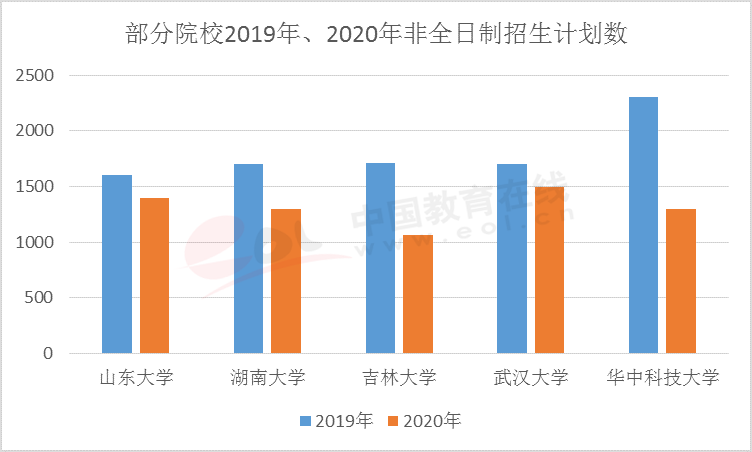 部分院校2019年、2020年非全日制招生计划数
2500
2000
1500
1000
500
0
eol
中国教育在线
www.eol.cn
山东大学 湖南大学 吉林大学 武汉大学 华中科技大学
2019年 2020年